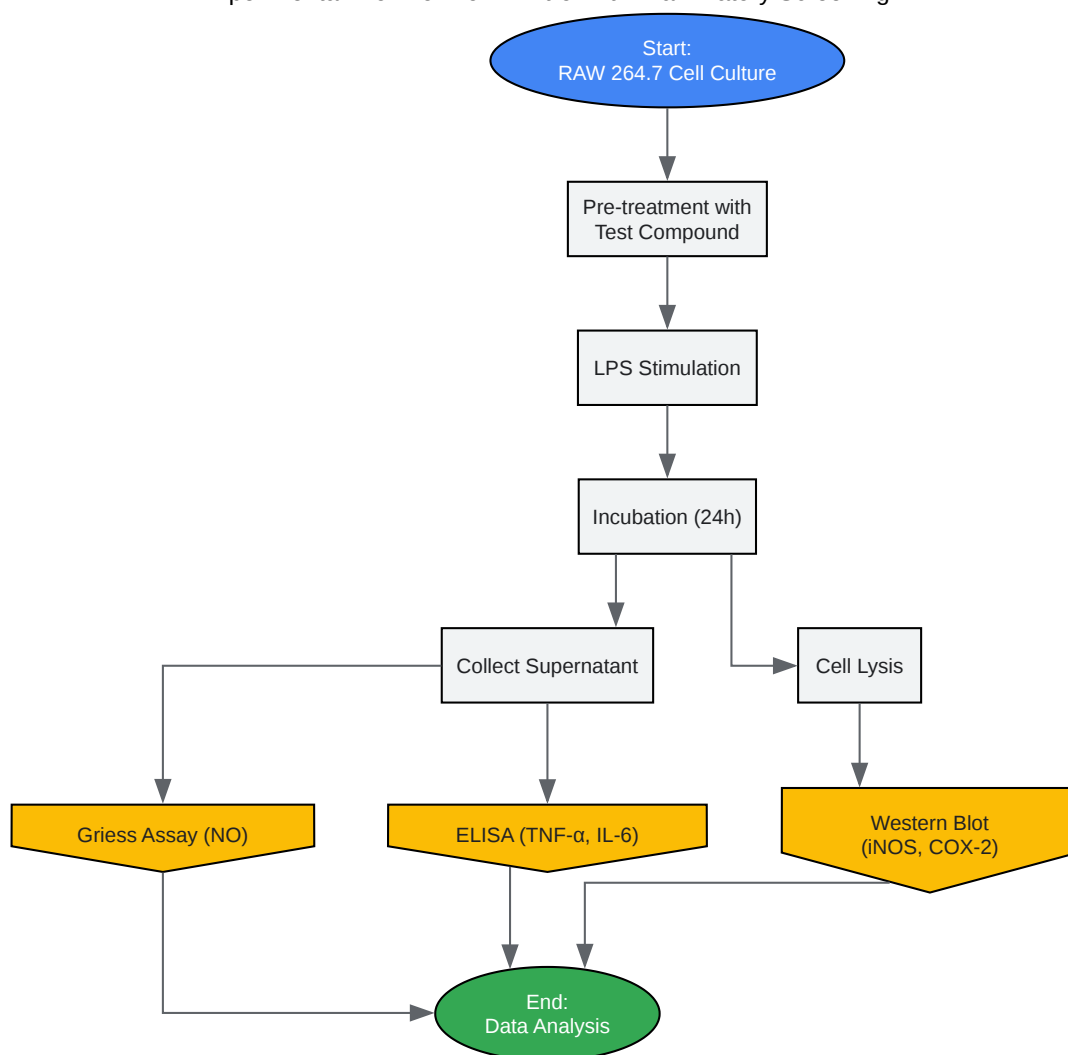 Start:
RAW 264.7 Cell Culture
Pre-treatment with
Test Compound
LPS Stimulation
Incubation (24h)
Collect Supernatant
Cell Lysis
Griess Assay (NO)
ELISA (TNF-α, IL-6)
Western Blot
(iNOS, COX-2)
End:
Data Analysis